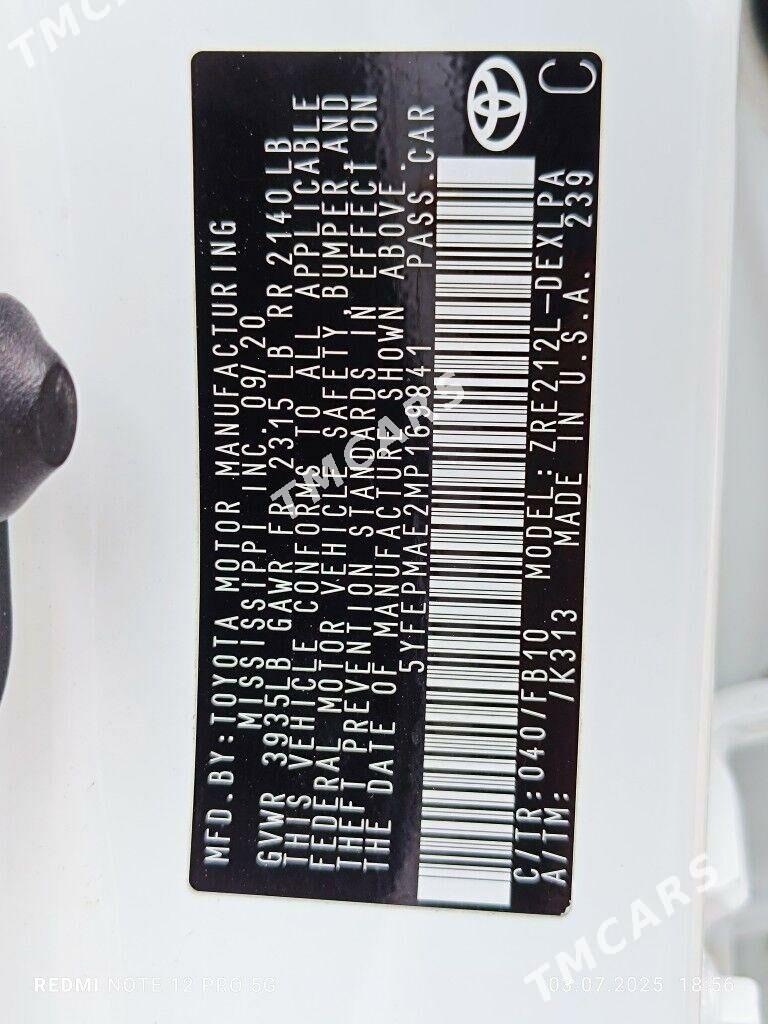 MFD.BY:TOYOTA MOTOR MANUFACTURING
MISSISSIPPI INC. 09/20
GVWR 3935LB GAWR FR 2315 LB RR 2140LB
THIS VEHICLE CONFORMS TO ALL APPLICABLE
FEDERAL MOTOR VEHICLE SAFETY, BUMPER, AND
THEFT PREVENTION STANDARDS IN EFFECT ON
THE DATE OF MANUFACTURE SHOWN ABOVE.
5YFEPMAE2MP169841 PASS.CAR
C/TR:040/FB10 MODEL:ZRE212L-DEXLPA
A/TM: /K313 MADE IN U.S.A. 239
C
TMCARS
TMCARS
TMCARS
REDMI NOTE 12 PRO 5G
03.07.2025 18:56